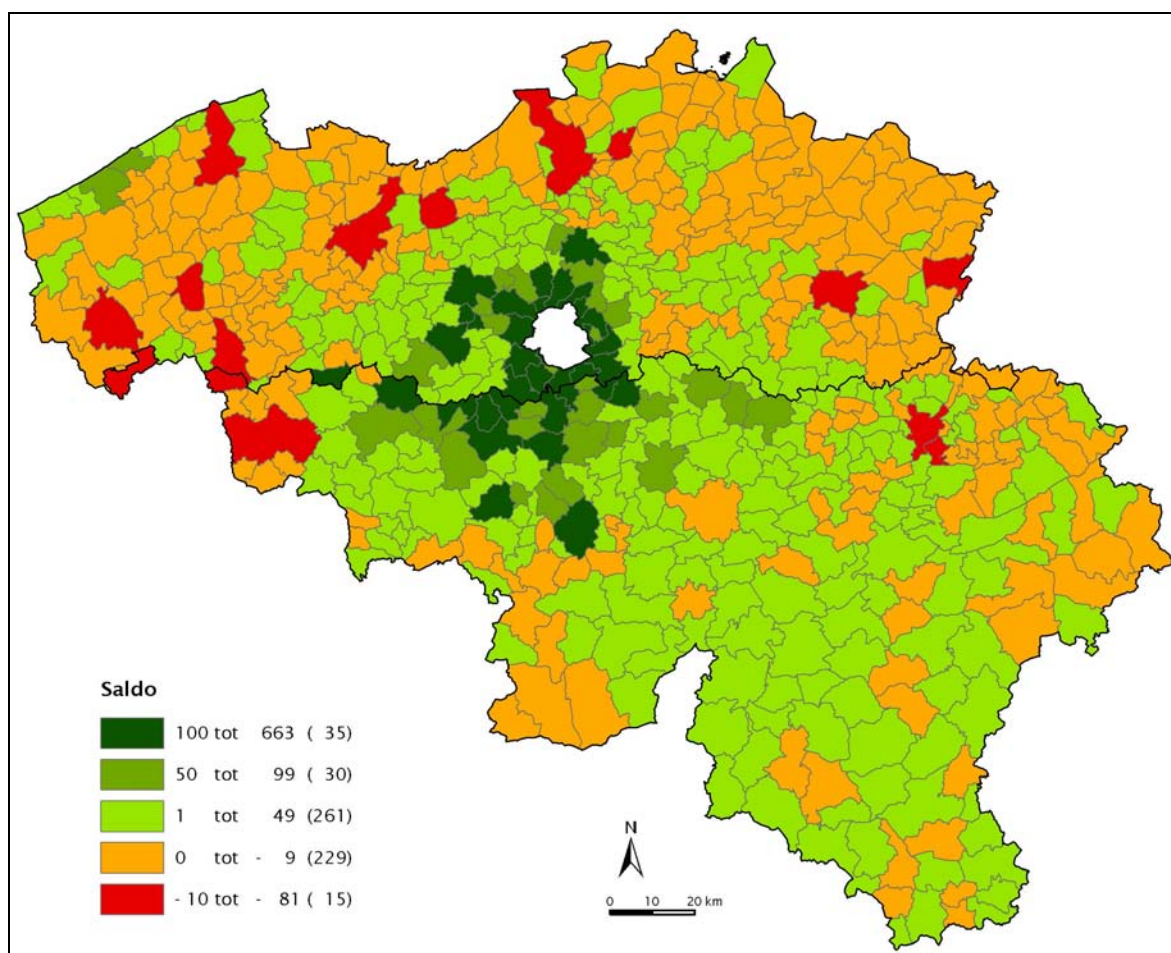 Saldo
100 tot 663 ( 35)
50 tot 99 ( 30)
1 tot 49 (261)
0 tot - 9 (229)
- 10 tot - 81 ( 15)
N
0 10 20 km